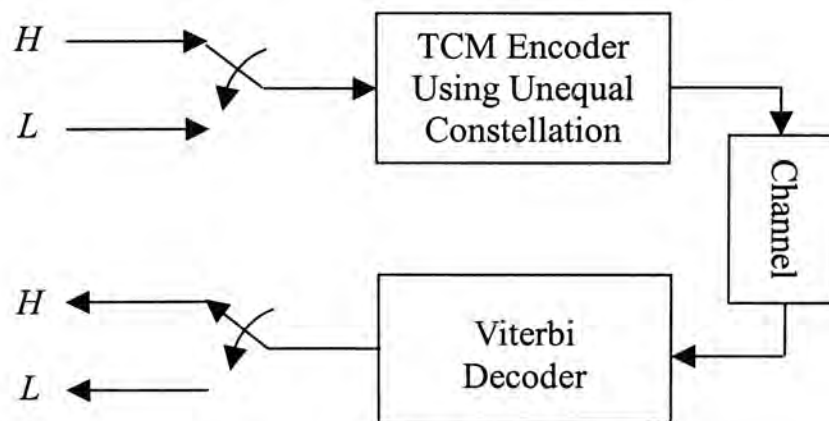 H
TCM Encoder
Using Unequal
Constellation
L
Channel
H
Viterbi
Decoder
L